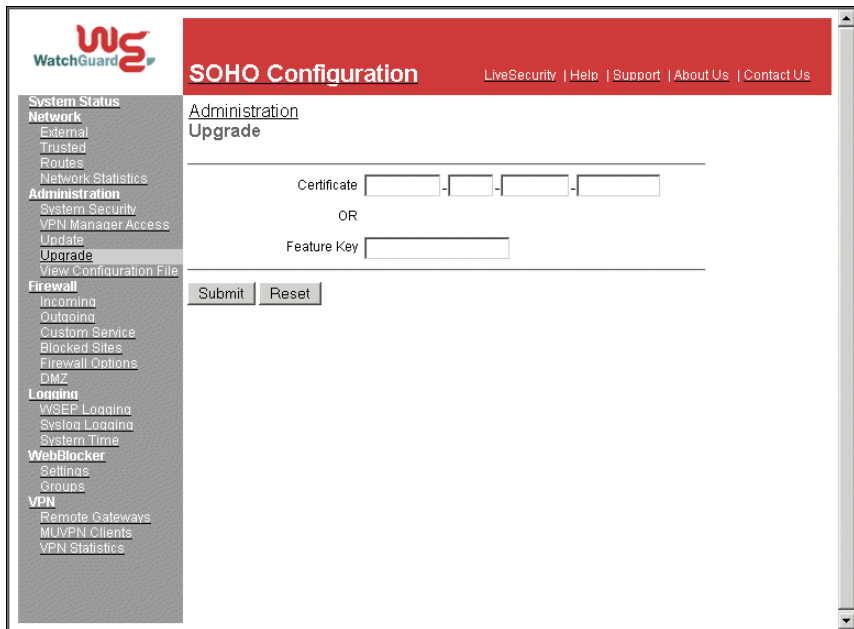 WatchGuard
SOHO Configuration
LiveSecurity | Help | Support | About Us | Contact Us
System Status
Network
External
Trusted
Routes
Network Statistics
Administration
System Security
VPN Manager Access
Update
Upgrade
View Configuration File
Firewall
Incoming
Outgoing
Custom Service
Blocked Sites
Firewall Options
DMZ
Logging
WSEP Logging
Syslog Logging
System Time
WebBlocker
Settings
Groups
VPN
Remote Gateways
MUVPN Clients
VPN Statistics
Administration
Upgrade
Certificate - - -
OR
Feature Key
Submit Reset